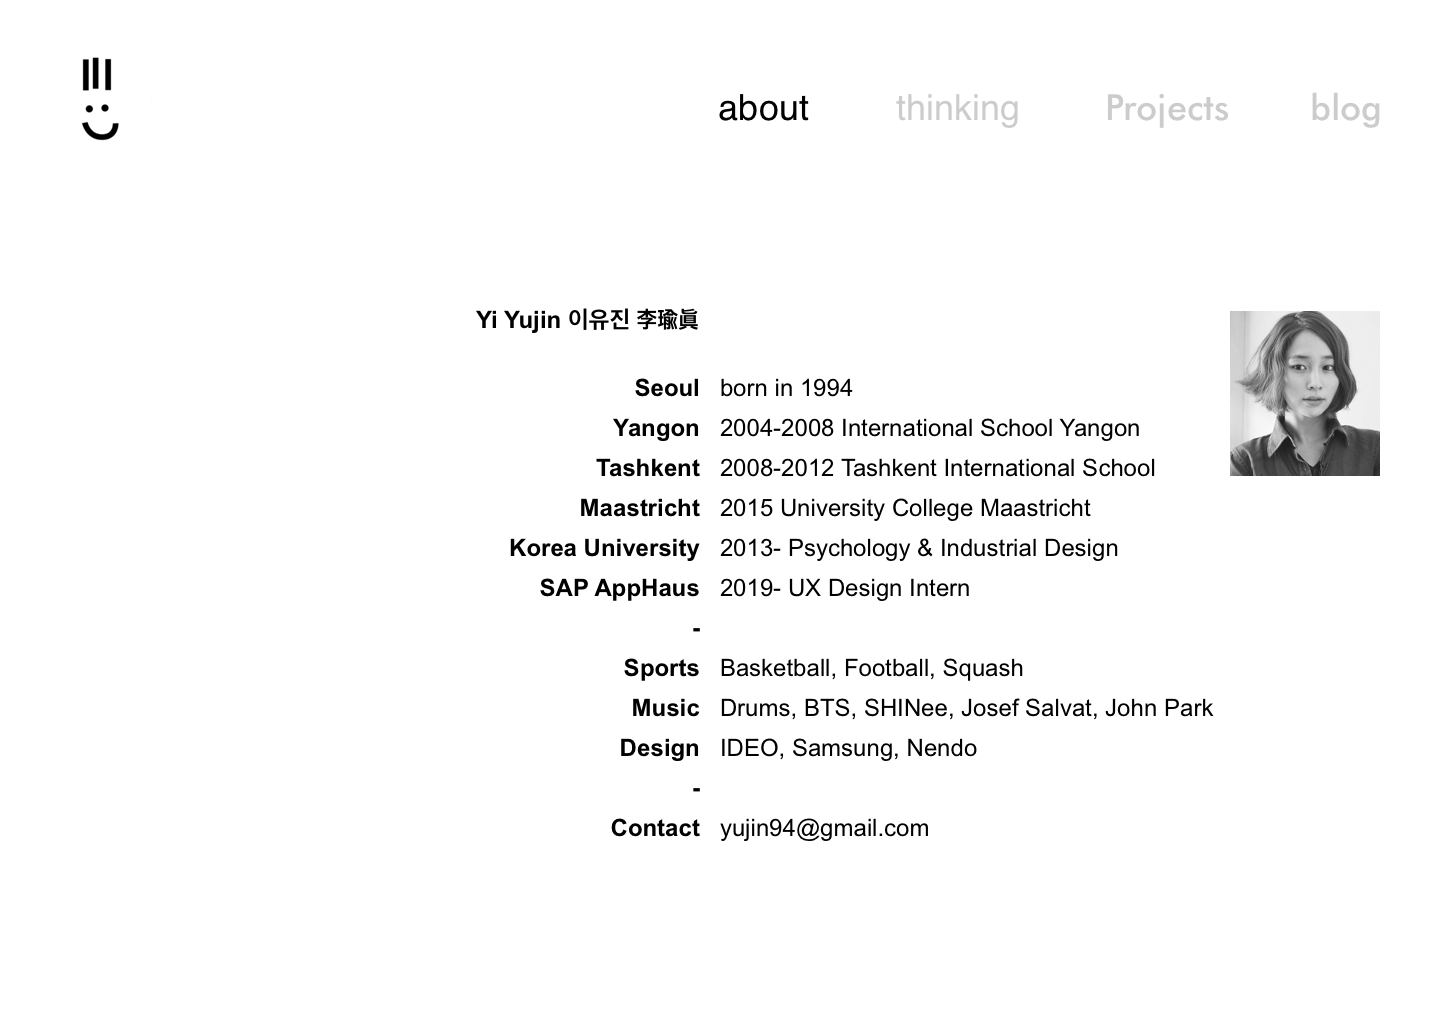 about thinking Projects blog
Yi Yujin 이유진 李瑜眞
Seoul born in 1994
Yangon 2004-2008 International School Yangon
Tashkent 2008-2012 Tashkent International School
Maastricht 2015 University College Maastricht
Korea University 2013- Psychology & Industrial Design
SAP AppHaus 2019- UX Design Intern
-
Sports Basketball, Football, Squash
Music Drums, BTS, SHINee, Josef Salvat, John Park
Design IDEO, Samsung, Nendo
-
Contact yujin94@gmail.com